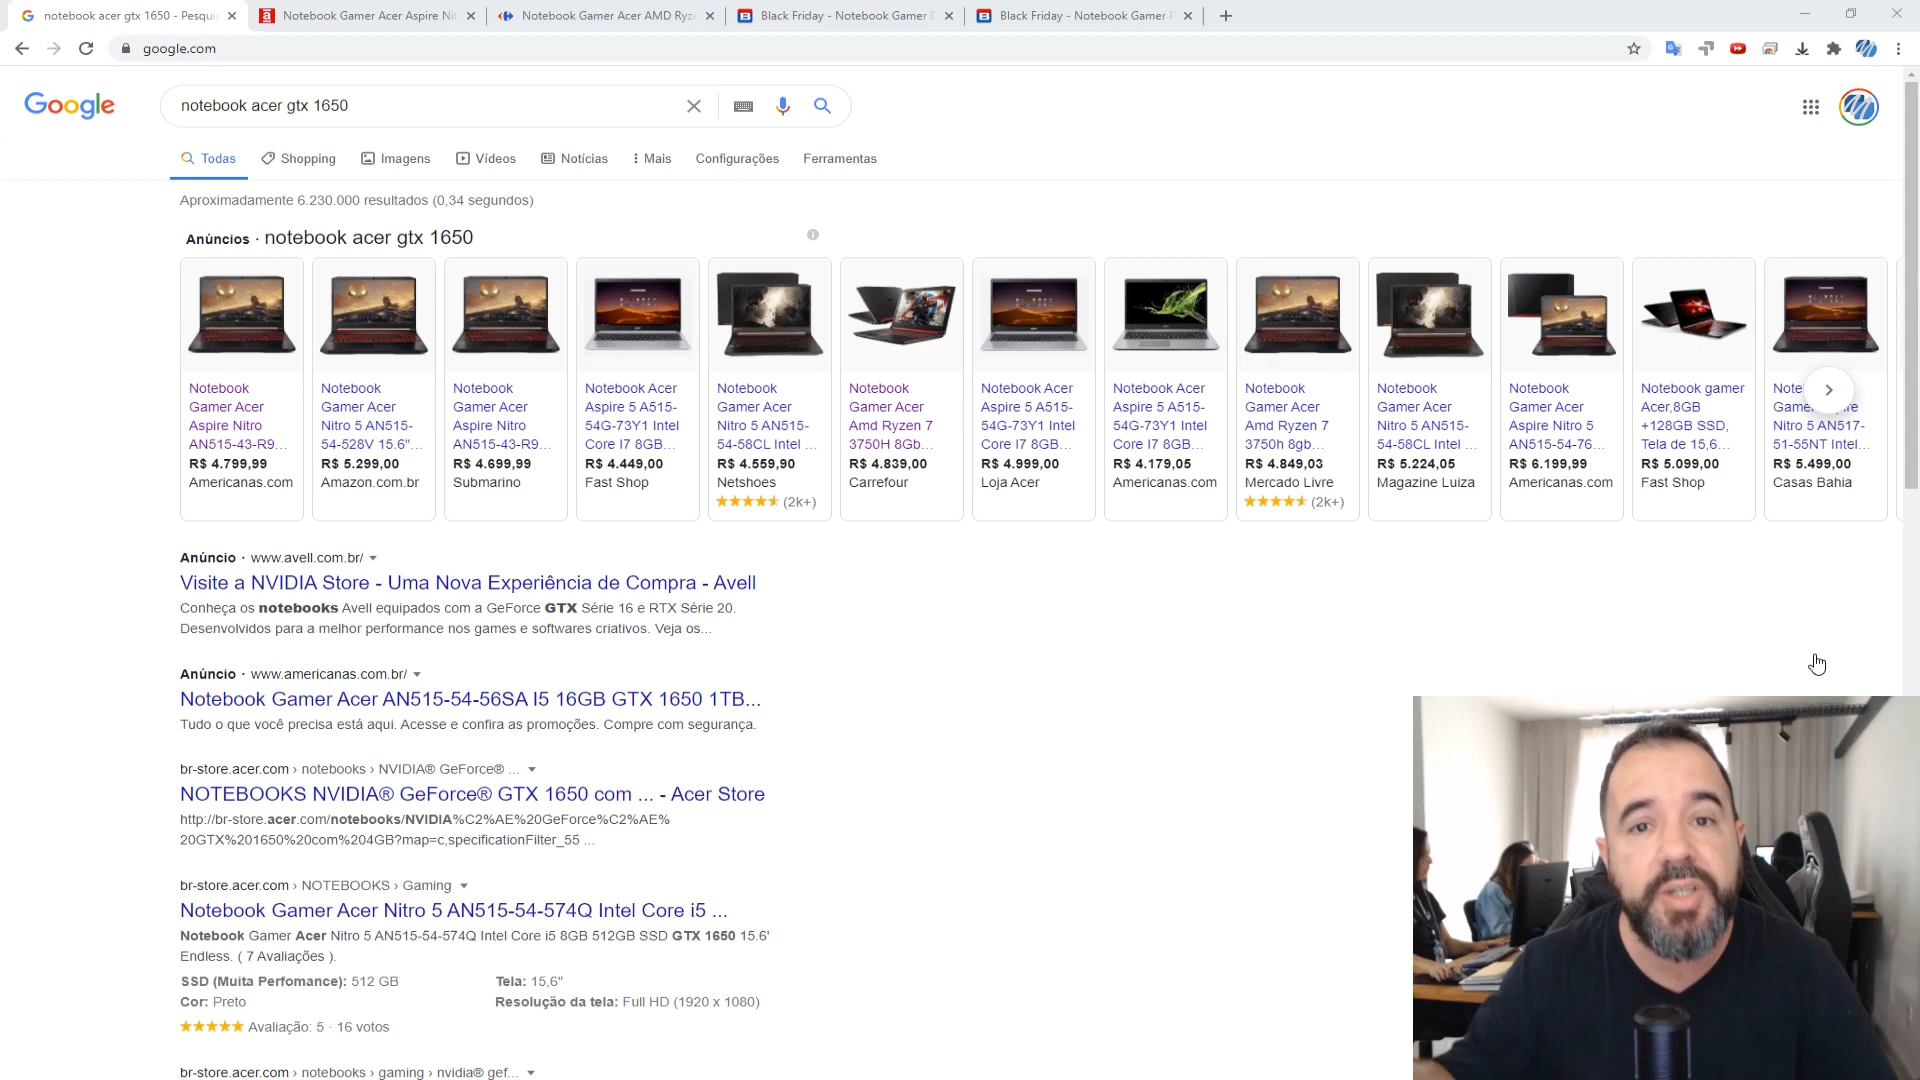 notebook acer gtx 1650 - Pesqui
Notebook Gamer Acer Aspire Nit
Notebook Gamer Acer AMD Ryze
Black Friday - Notebook Gamer D
Black Friday - Notebook Gamer P
google.com
Google
notebook acer gtx 1650
Todas
Shopping
Imagens
Vídeos
Notícias
Mais
Configurações
Ferramentas
Aproximadamente 6.230.000 resultados (0,34 segundos)
Anúncios · notebook acer gtx 1650
Notebook
Gamer Acer
Aspire Nitro
AN515-43-R9...
R$ 4.799,99
Americanas.com
Notebook
Gamer Acer
Nitro 5 AN515-
54-528V 15.6"...
R$ 5.299,00
Amazon.com.br
Notebook
Gamer Acer
Aspire Nitro
AN515-43-R9...
R$ 4.699,99
Submarino
Notebook Acer
Aspire 5 A515-
54G-73Y1 Intel
Core I7 8GB...
R$ 4.449,00
Fast Shop
Notebook
Gamer Acer
Nitro 5 AN515-
54-58CL Intel ...
R$ 4.559,90
Netshoes
(2k+)
Notebook
Gamer Acer
Amd Ryzen 7
3750H 8Gb...
R$ 4.839,00
Carrefour
Notebook Acer
Aspire 5 A515-
54G-73Y1 Intel
Core I7 8GB...
R$ 4.999,00
Loja Acer
Notebook Acer
Aspire 5 A515-
54G-73Y1 Intel
Core I7 8GB...
R$ 4.179,05
Americanas.com
Notebook
Gamer Acer
Amd Ryzen 7
3750h 8gb...
R$ 4.849,03
Mercado Livre
(2k+)
Notebook
Gamer Acer
Nitro 5 AN515-
54-58CL Intel ...
R$ 5.224,05
Magazine Luiza
Notebook
Gamer Acer
Aspire Nitro 5
AN515-54-76...
R$ 6.199,99
Americanas.com
Notebook gamer
Acer,8GB
+128GB SSD,
Tela de 15,6...
R$ 5.099,00
Fast Shop
Nitro 5 AN517-
51-55NT Intel...
R$ 5.499,00
Casas Bahia
Anúncio · www.avell.com.br/
Visite a NVIDIA Store - Uma Nova Experiência de Compra - Avell
Conheça os notebooks Avell equipados com a GeForce GTX Série 16 e RTX Série 20.
Desenvolvidos para a melhor performance nos games e softwares criativos. Veja os...
Anúncio · www.americanas.com.br/
Notebook Gamer Acer AN515-54-56SA I5 16GB GTX 1650 1TB...
Tudo o que você precisa está aqui. Acesse e confira as promoções. Compre com segurança.
br-store.acer.com › notebooks › NVIDIA® GeForce® ...
NOTEBOOKS NVIDIA® GeForce® GTX 1650 com ... - Acer Store
http://br-store.acer.com/notebooks/NVIDIA%C2%AE%20GeForce%C2%AE%
20GTX%201650%20com%204GB?map=c,specificationFilter_55 ...
br-store.acer.com › NOTEBOOKS › Gaming
Notebook Gamer Acer Nitro 5 AN515-54-574Q Intel Core i5 ...
Notebook Gamer Acer Nitro 5 AN515-54-574Q Intel Core i5 8GB 512GB SSD GTX 1650 15.6'
Endless. ( 7 Avaliações ).
SSD (Muita Perfomance): 512 GB
Tela: 15,6"
Cor: Preto
Resolução da tela: Full HD (1920 x 1080)
Avaliação: 5 · 16 votos
br-store.acer.com › notebooks › gaming › nvidia® gef...